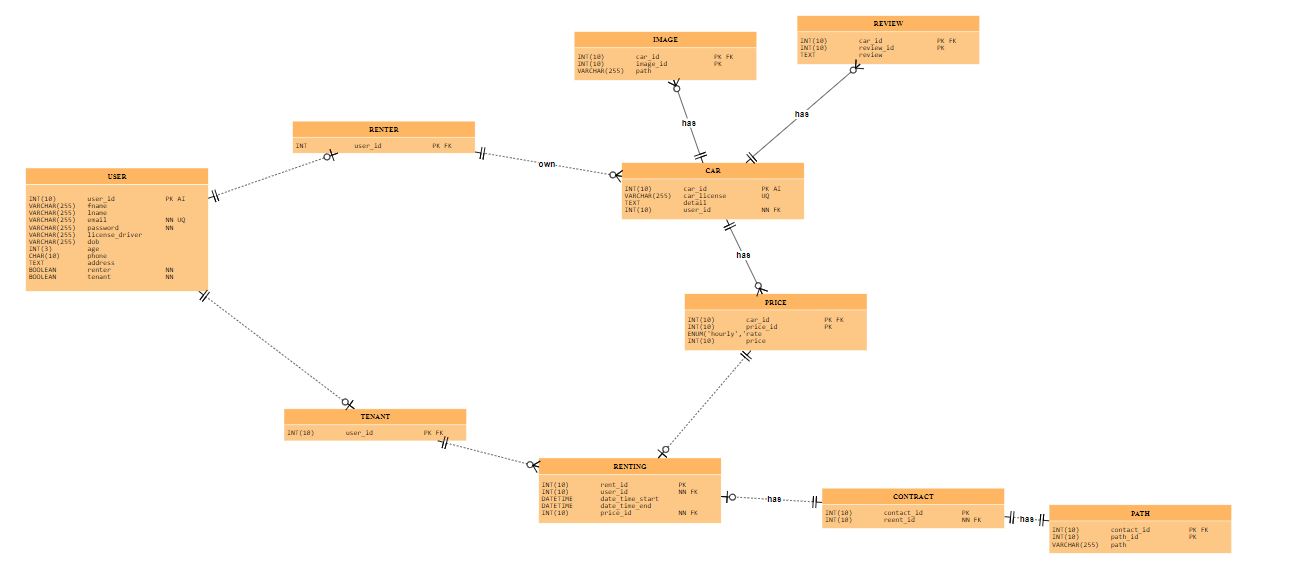 REVIEW
INT(10) car_id PK FK
INT(10) review_id PK
TEXT review
IMAGE
INT(10) car_id PK FK
INT(10) image_id PK
VARCHAR(255) path
has
has
RENTER
INT user_id PK FK
own
CAR
INT(10) car_id PK AI
VARCHAR(255) car_license UQ
TEXT detail
INT(10) user_id NN FK
USER
INT(10) user_id PK AI
VARCHAR(255) fname
VARCHAR(255) lname
VARCHAR(255) email NN UQ
VARCHAR(255) password NN
VARCHAR(255) license_driver
VARCHAR(255) dob
INT(3) age
CHAR(10) phone
TEXT address
BOOLEAN renter NN
BOOLEAN tenant NN
has
PRICE
INT(10) car_id PK FK
INT(10) price_id PK
ENUM('hourly','rate
INT(10) price
TENANT
INT(10) user_id PK FK
RENTING
INT(10) rent_id PK
INT(10) user_id NN FK
DATETIME date_time_start
DATETIME date_time_end
INT(10) price_id NN FK
has
CONTRACT
INT(10) contact_id PK
INT(10) reent_id NN FK
has
PATH
INT(10) contact_id PK FK
INT(10) path_id PK
VARCHAR(255) path